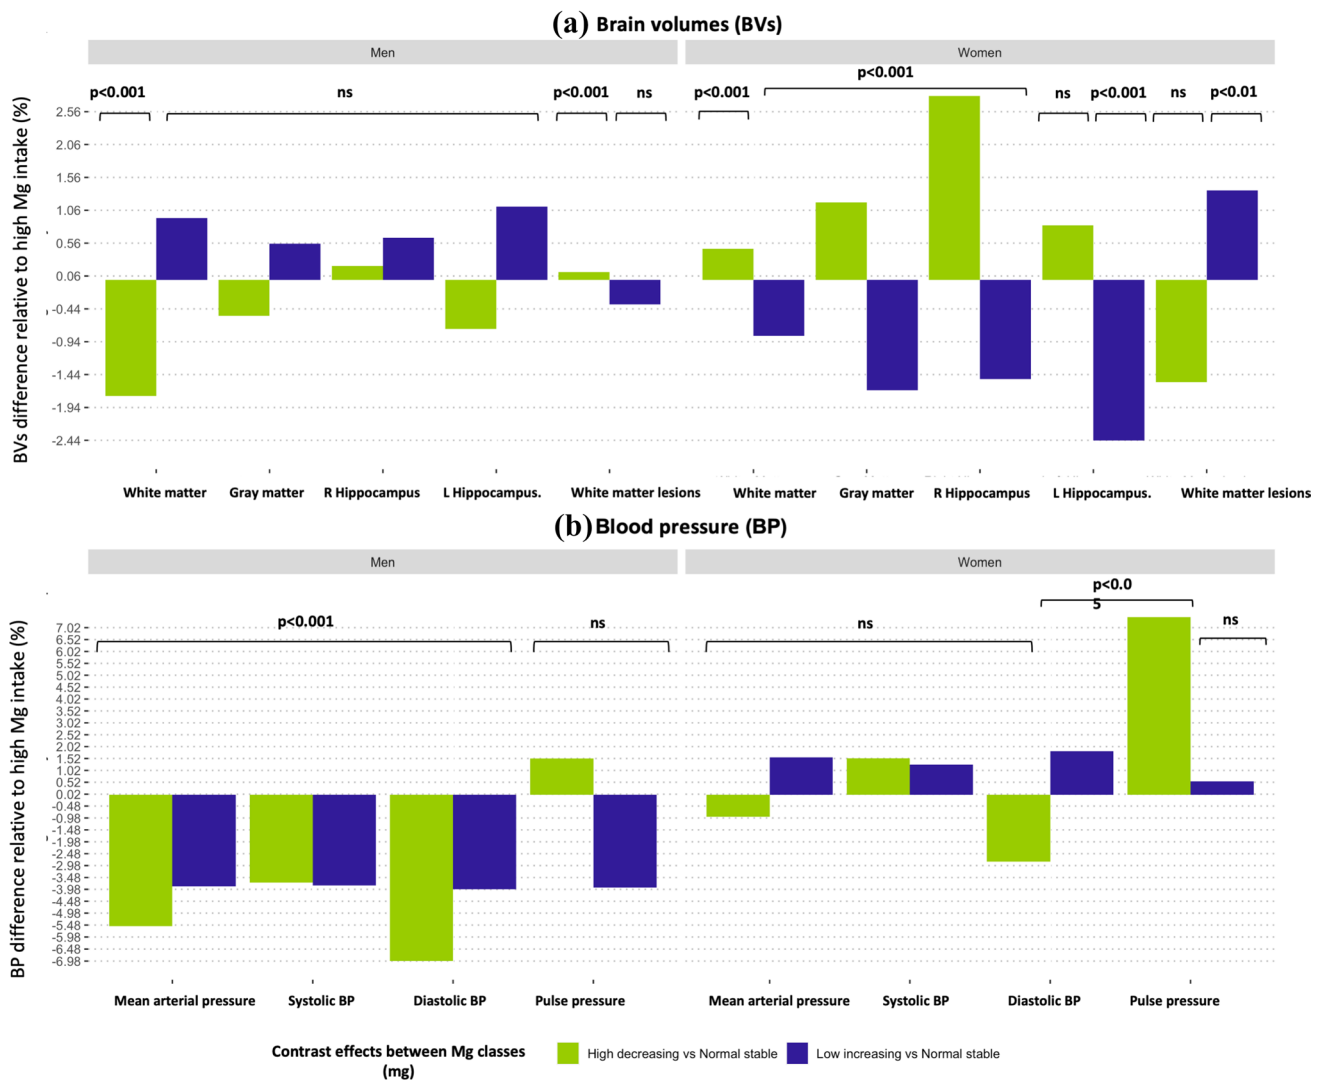 (a) Brain volumes (BVs)
Men
Women
p<0.001
ns
p<0.001
ns
p<0.001
p<0.001
ns
p<0.001
ns
p<0.01
BVs difference relative to high Mg intake (%)
2.56
2.06
1.56
1.06
0.56
0.06
-0.44
-0.94
-1.44
-1.94
-2.44
White matter
Gray matter
R Hippocampus
L Hippocampus.
White matter lesions
White matter
Gray matter
R Hippocampus
L Hippocampus.
White matter lesions
(b) Blood pressure (BP)
Men
Women
p<0.001
ns
ns
p<0.0
5
ns
BP difference relative to high Mg intake (%)
7.02
6.52
6.02
5.52
5.02
4.52
4.02
3.52
3.02
2.52
2.02
1.52
1.02
0.52
0.02
-0.48
-0.98
-1.48
-1.98
-2.48
-2.98
-3.48
-3.98
-4.48
-4.98
-5.48
-5.98
-6.48
-6.98
Mean arterial pressure
Systolic BP
Diastolic BP
Pulse pressure
Mean arterial pressure
Systolic BP
Diastolic BP
Pulse pressure
Contrast effects between Mg classes
(mg)
High decreasing vs Normal stable
Low increasing vs Normal stable